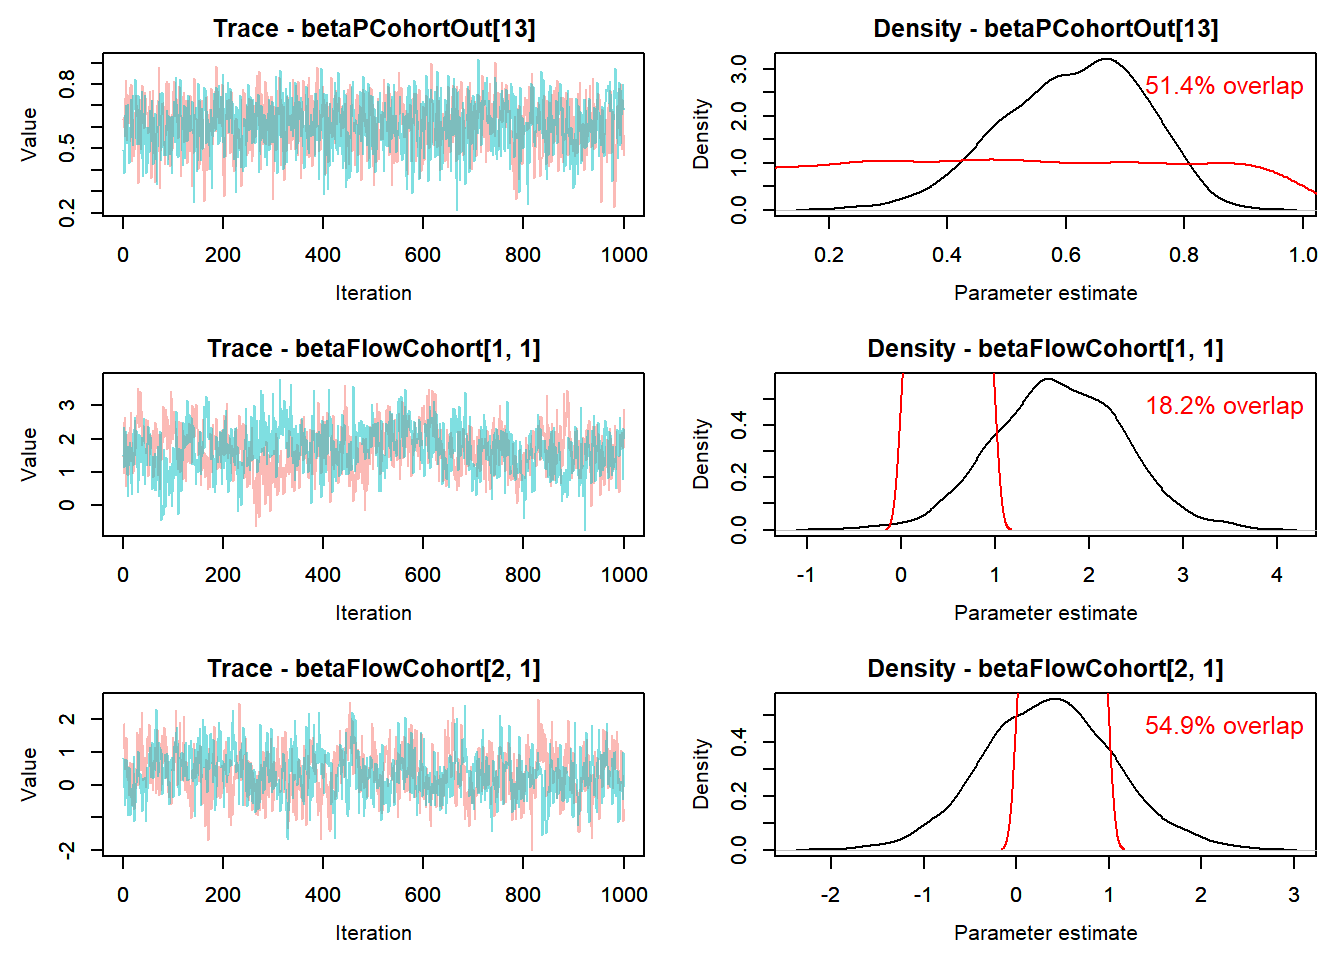 Trace - betaPCohortOut[13]
Value
0.2 0.5 0.8
0 200 400 600 800 1000
Iteration
Density - betaPCohortOut[13]
51.4% overlap
Density
0.0 1.0 2.0 3.0
0.2 0.4 0.6 0.8 1.0
Parameter estimate
Trace - betaFlowCohort[1, 1]
Value
0 1 2 3
0 200 400 600 800 1000
Iteration
Density - betaFlowCohort[1, 1]
18.2% overlap
Density
0.0 0.2 0.4
-1 0 1 2 3 4
Parameter estimate
Trace - betaFlowCohort[2, 1]
Value
-2 0 1 2
0 200 400 600 800 1000
Iteration
Density - betaFlowCohort[2, 1]
54.9% overlap
Density
0.0 0.2 0.4
-2 -1 0 1 2 3
Parameter estimate